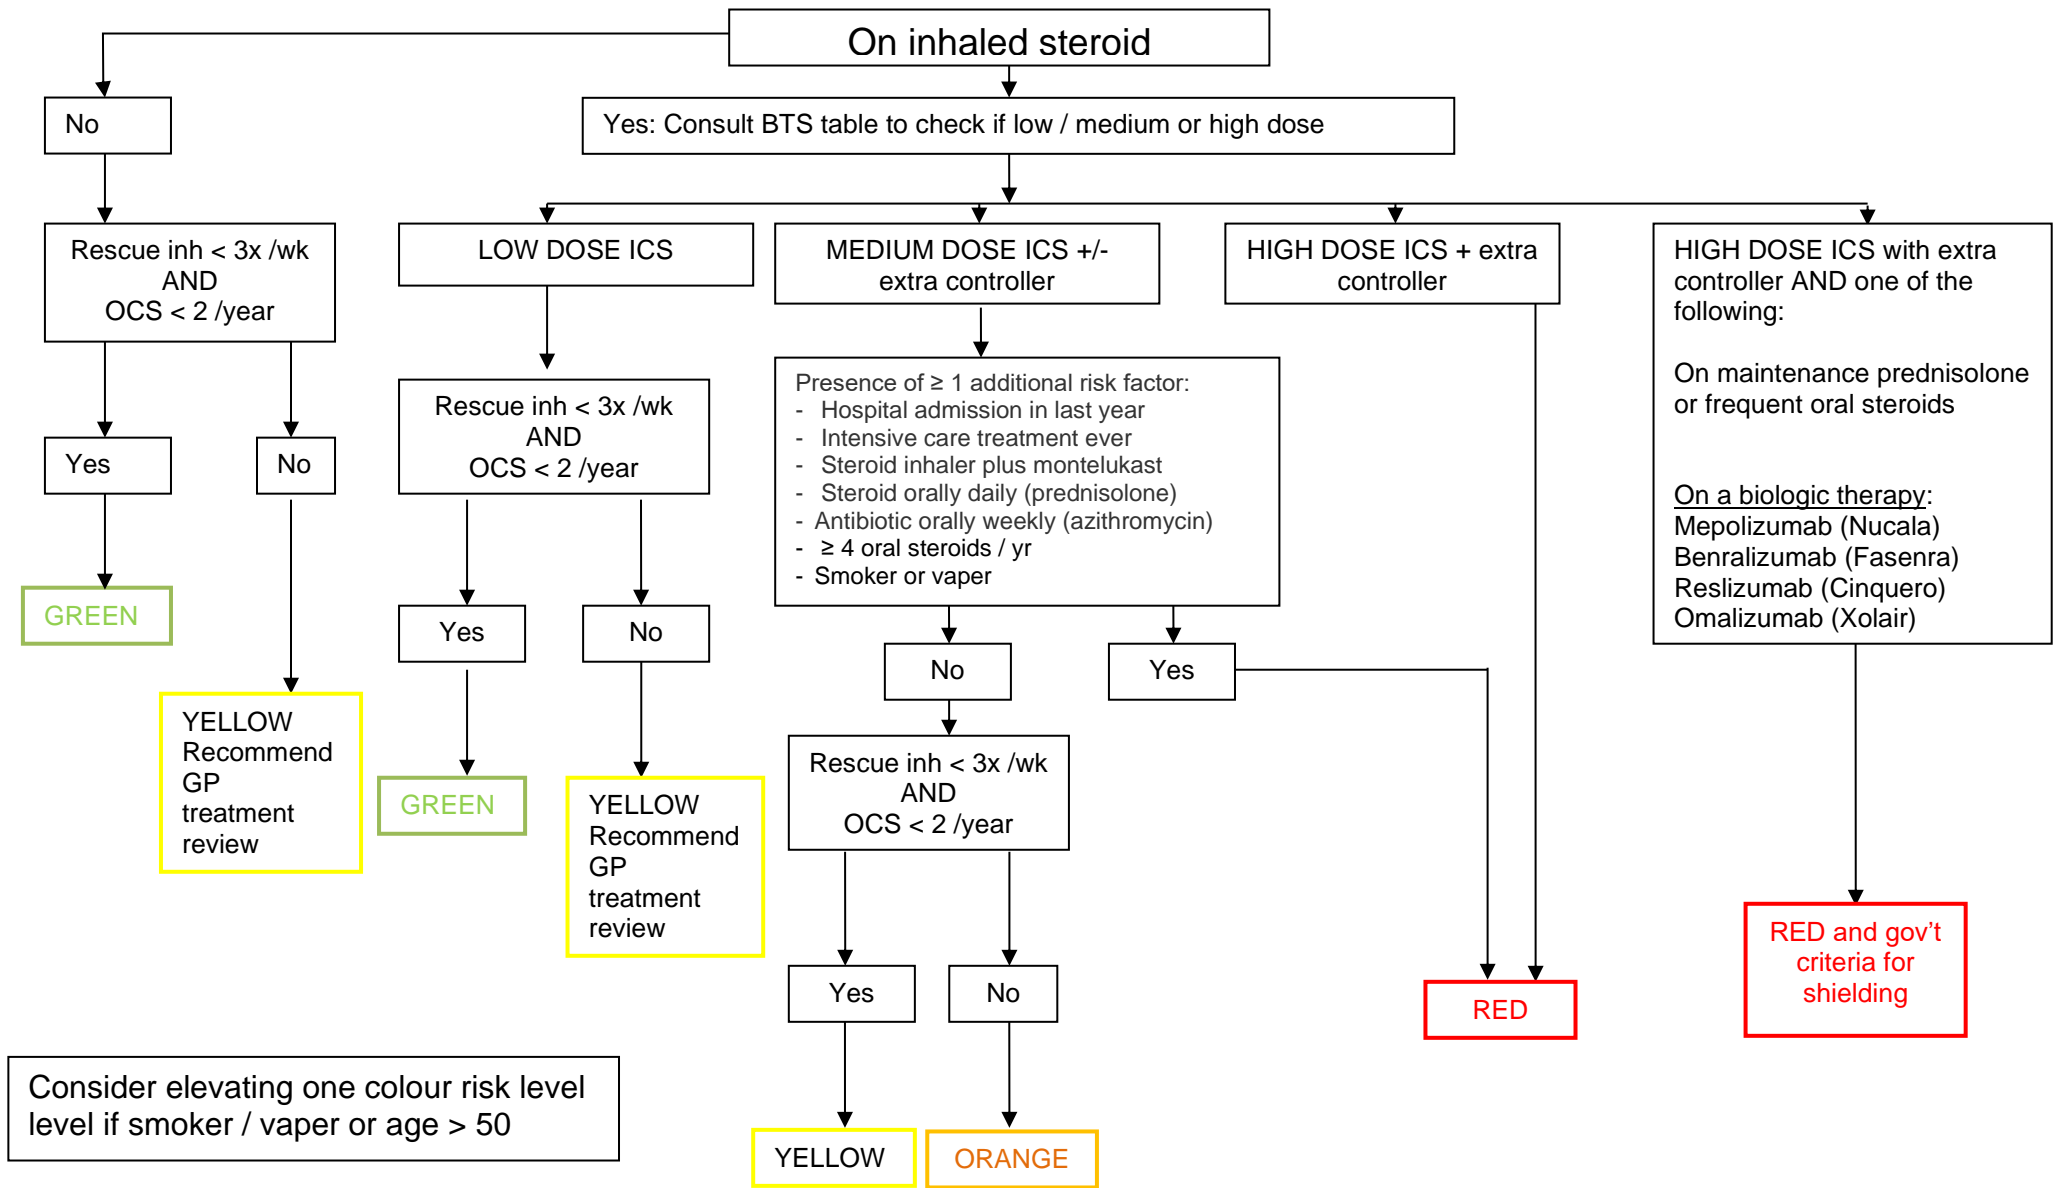 On inhaled steroid
No
Yes: Consult BTS table to check if low / medium or high dose
Rescue inh < 3x /wk
AND
OCS < 2 /year
LOW DOSE ICS
MEDIUM DOSE ICS +/-
extra controller
HIGH DOSE ICS + extra
controller
HIGH DOSE ICS with extra
controller AND one of the
following:
On maintenance prednisolone
or frequent oral steroids
On a biologic therapy:
Mepolizumab (Nucala)
Benralizumab (Fasenra)
Reslizumab (Cinquero)
Omalizumab (Xolair)
Yes
No
Rescue inh < 3x /wk
AND
OCS < 2 /year
Presence of ≥ 1 additional risk factor:
- Hospital admission in last year
- Intensive care treatment ever
- Steroid inhaler plus montelukast
- Steroid orally daily (prednisolone)
- Antibiotic orally weekly (azithromycin)
- ≥ 4 oral steroids / yr
- Smoker or vaper
GREEN
Yes
No
No
Yes
YELLOW
Recommend
GP
treatment
review
GREEN
YELLOW
Recommend
GP
treatment
review
Rescue inh < 3x /wk
AND
OCS < 2 /year
Yes
No
RED
RED and gov't
criteria for
shielding
Consider elevating one colour risk level
level if smoker / vaper or age > 50
YELLOW
ORANGE